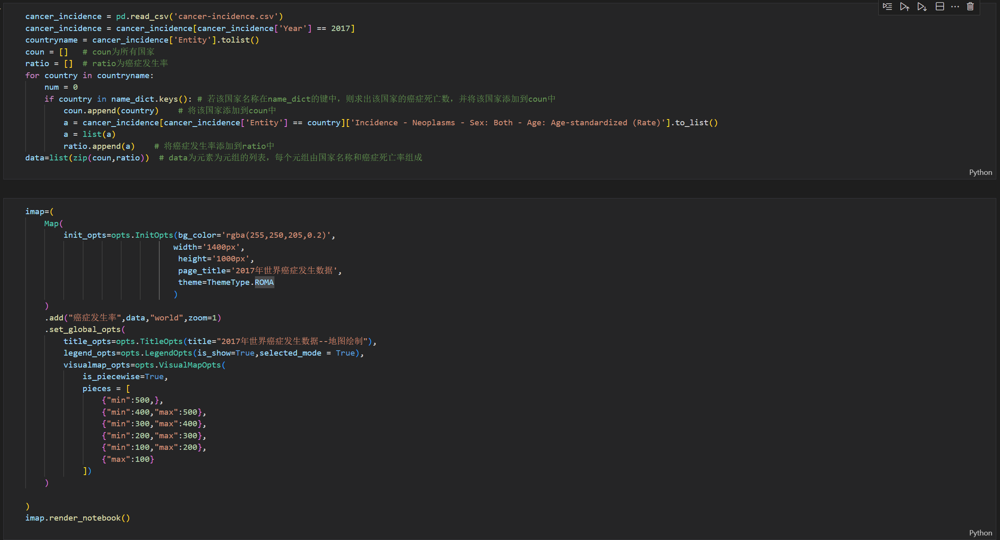 cancer_incidence = pd.read_csv('cancer-incidence.csv')
cancer_incidence = cancer_incidence[cancer_incidence['Year'] == 2017]
countryname = cancer_incidence['Entity'].tolist()
coun = []   # coun为所有国家
ratio = []  # ratio为癌症发生率
for country in countryname:
    num = 0
    if country in name_dict.keys(): # 若该国家名称在name_dict的键中，则求出该国家的癌症死亡数，并将该国家添加到coun中
        coun.append(country)    # 将该国家添加到coun中
        a = cancer_incidence[cancer_incidence['Entity'] == country]['Incidence - Neoplasms - Sex: Both - Age: Age-standardized (Rate)'].to_list()
        a = list(a)
        ratio.append(a)    # 将癌症发生率添加到ratio中
data=list(zip(coun,ratio))  # data为元素为元组的列表，每个元组由国家名称和癌症死亡率组成
Python
imap=(
    Map(
        init_opts=opts.InitOpts(bg_color='rgba(255,250,205,0.2)',
                               width='1400px',
                                height='1000px',
                                page_title='2017年世界癌症发生数据',
                                theme=ThemeType.ROMA
                               )
    )
    .add("癌症发生率",data,"world",zoom=1)
    .set_global_opts(
        title_opts=opts.TitleOpts(title="2017年世界癌症发生数据--地图绘制"),
        legend_opts=opts.LegendOpts(is_show=True,selected_mode = True),
        visualmap_opts=opts.VisualMapOpts(
            is_piecewise=True,
            pieces = [
                {"min":500,},
                {"min":400,"max":500},
                {"min":300,"max":400},
                {"min":200,"max":300},
                {"min":100,"max":200},
                {"max":100}
            ])
    )
)
imap.render_notebook()
Python